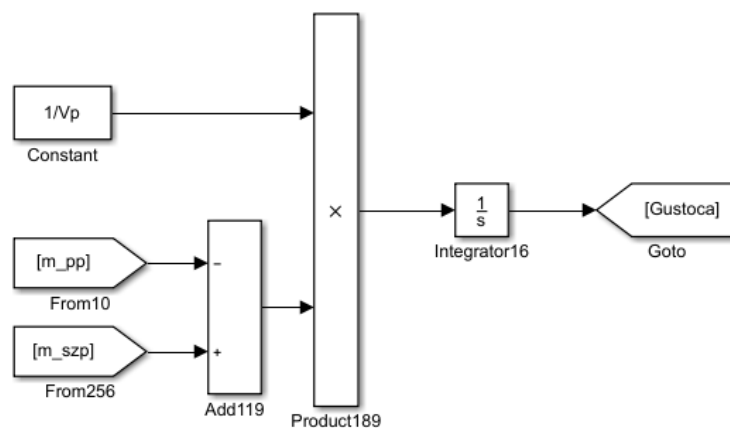 1/Vp
Constant
×
1
s
Integrator16
[Gustoca]
Goto
[m_pp]
From10
−
[m_szp]
From256
+
Add119
Product189